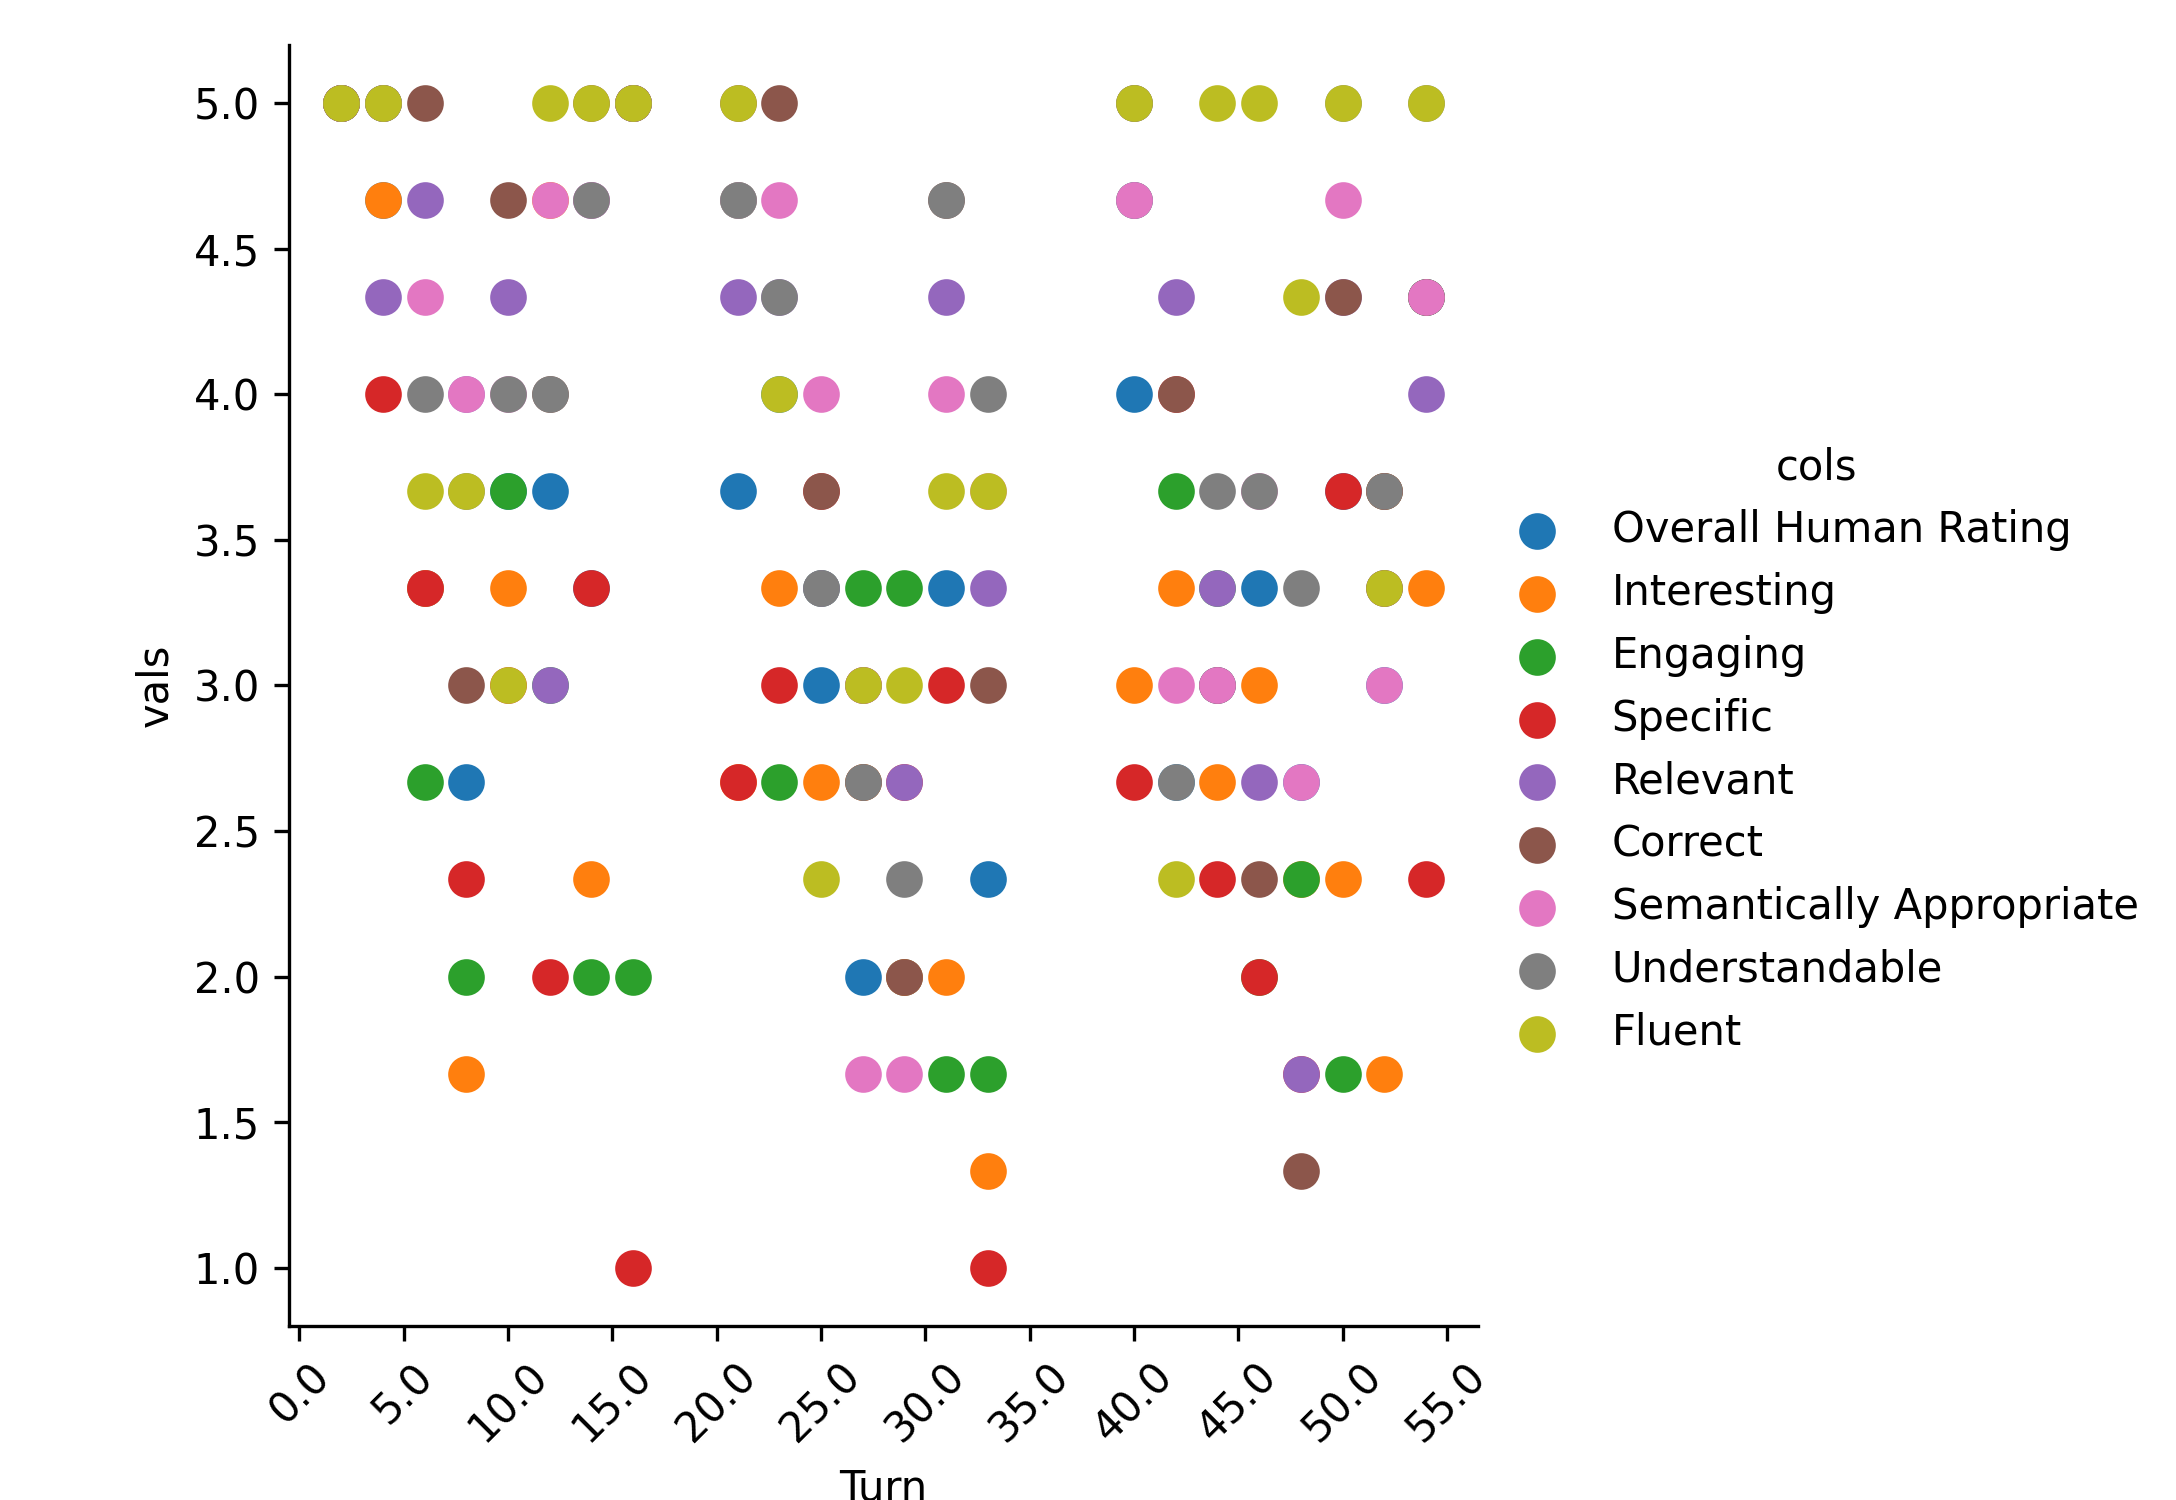 5.0
4.5
4.0
3.5
3.0
2.5
2.0
1.5
1.0
vals
0.0 5.0 10.0 15.0 20.0 25.0 30.0 35.0 40.0 45.0 50.0 55.0
Turn
cols
Overall Human Rating
Interesting
Engaging
Specific
Relevant
Correct
Semantically Appropriate
Understandable
Fluent